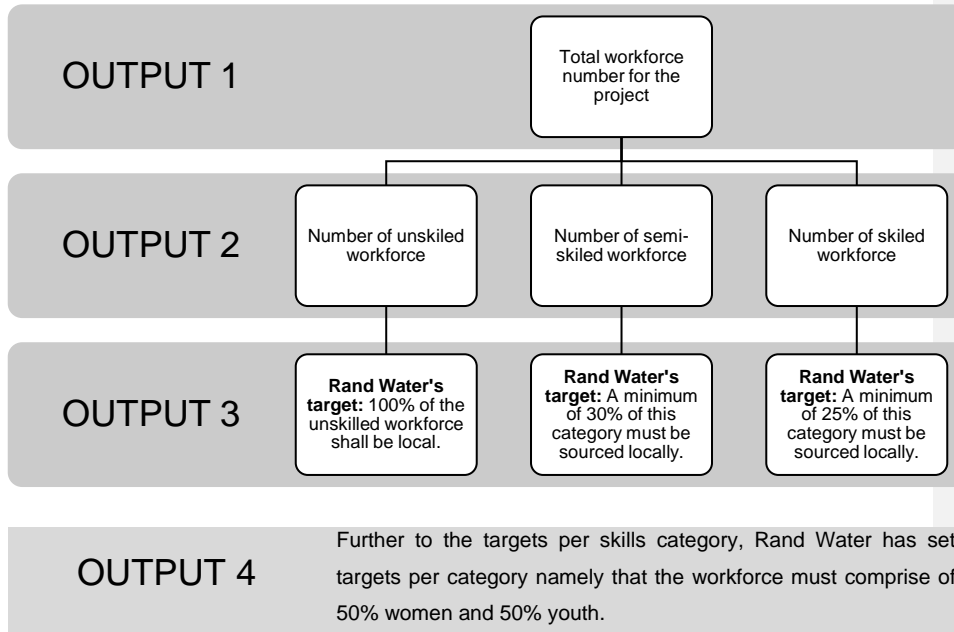 OUTPUT 1
Total workforce
number for the
project
OUTPUT 2
Number of unskiled
workforce
Number of semi-
skiled workforce
Number of skiled
workforce
OUTPUT 3
Rand Water's
target: 100% of the
unskilled workforce
shall be local.
Rand Water's
target: A minimum
of 30% of this
category must be
sourced locally.
Rand Water's
target: A minimum
of 25% of this
category must be
sourced locally.
OUTPUT 4
Further to the targets per skills category, Rand Water has set
targets per category namely that the workforce must comprise of
50% women and 50% youth.